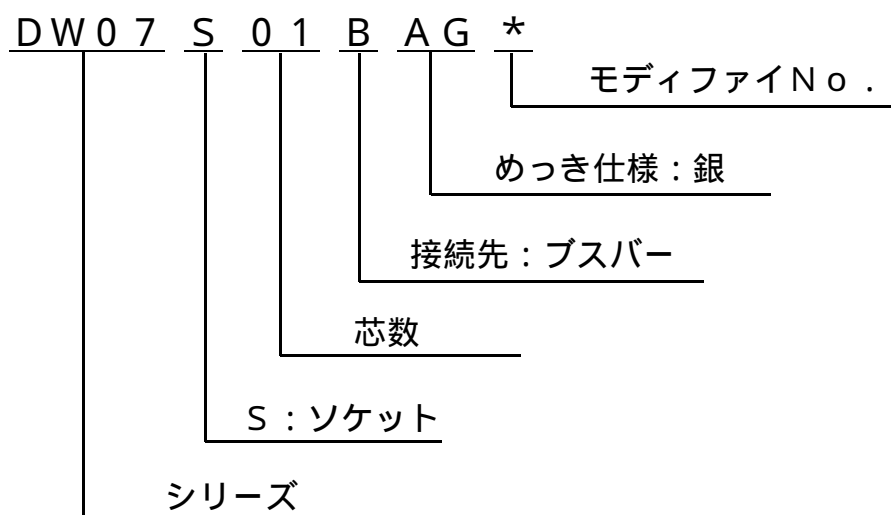 ＤＷ０７ Ｓ ０１ Ｂ ＡＧ *
モディファイＮｏ．
めっき仕様：銀
接続先：ブスバー
芯数
Ｓ：ソケット
シリーズ